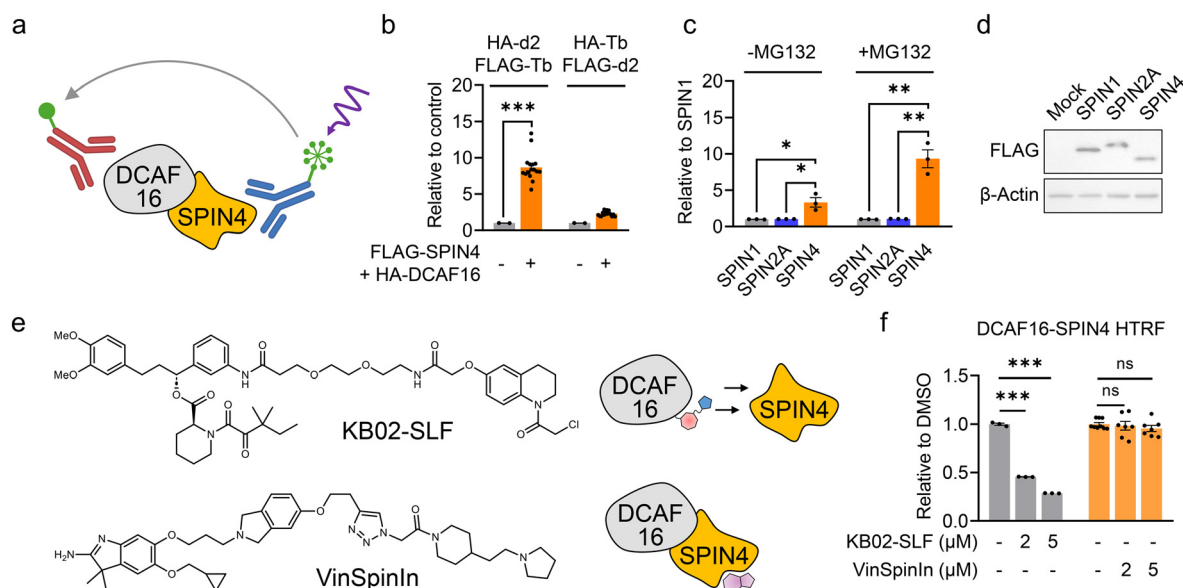 a
DCAF
16
SPIN4
b
HA-d2
FLAG-Tb
HA-Tb
FLAG-d2
Relative to control
20
15
10
5
0
***
FLAG-SPIN4
+ HA-DCAF16
- + - +
c
-MG132
+MG132
Relative to SPIN1
20
15
10
5
0
*
*
**
**
SPIN1
SPIN2A
SPIN4
SPIN1
SPIN2A
SPIN4
d
Mock
SPIN1
SPIN2A
SPIN4
FLAG
β-Actin
e
MeO
MeO
O
O
O
N
O
O
N
H
O
O
O
N
H
O
O
N
O
Cl
KB02-SLF
DCAF
16
SPIN4
H₂N
N
O
O
N
O
N
N
N
O
N
N
VinSpinIn
DCAF
16
SPIN4
f
DCAF16-SPIN4 HTRF
Relative to DMSO
1.5
1.0
0.5
0.0
***
***
ns
ns
KB02-SLF (µM) - 2 5
VinSpinIn (µM) - 2 5